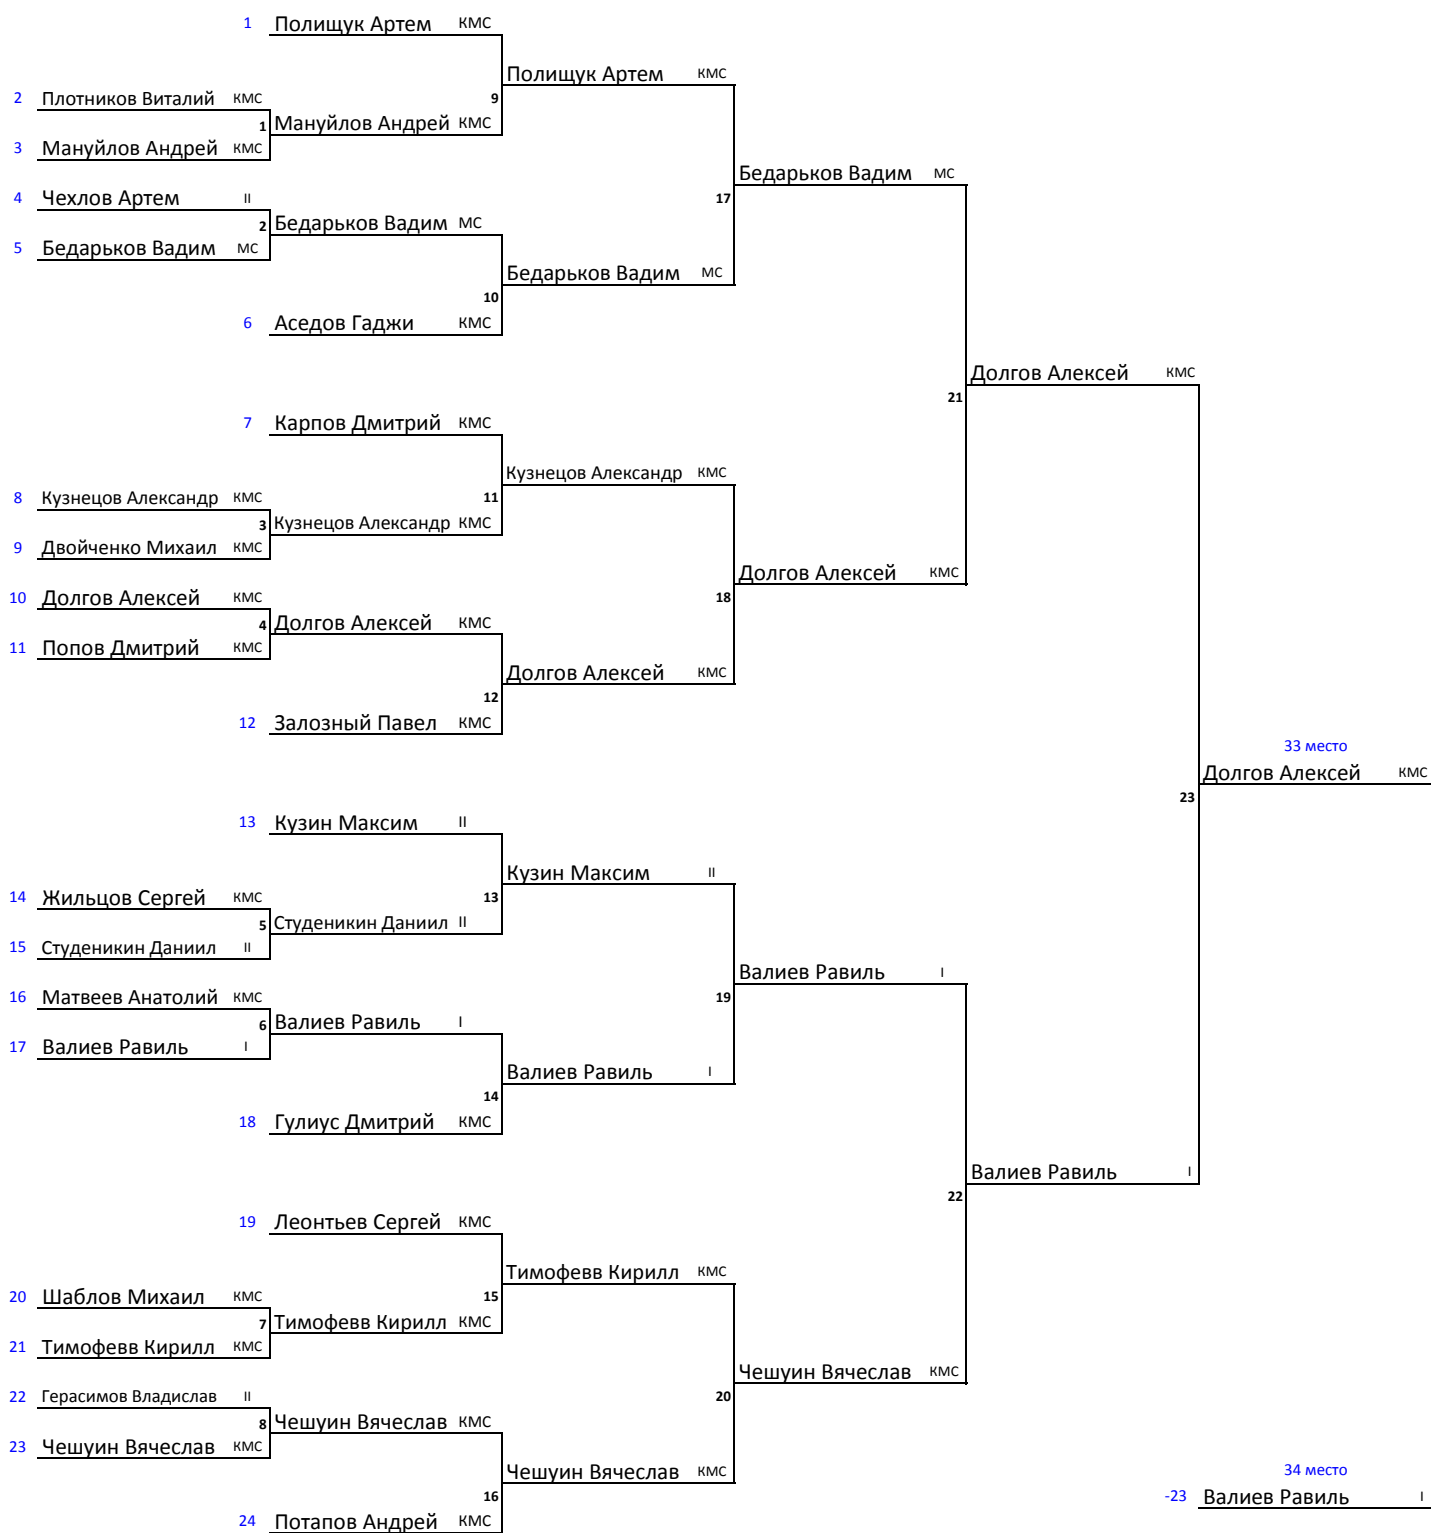 1 Полищук Артем КМС
Полищук Артем КМС
2 Плотников Виталий КМС
9
1 Мануйлов Андрей КМС
3 Мануйлов Андрей КМС
Бедарьков Вадим МС
4 Чехлов Артем II
17
2 Бедарьков Вадим МС
5 Бедарьков Вадим МС
Бедарьков Вадим МС
10
6 Аседов Гаджи КМС
Долгов Алексей КМС
21
7 Карпов Дмитрий КМС
Кузнецов Александр КМС
8 Кузнецов Александр КМС
11
3 Кузнецов Александр КМС
9 Двойченко Михаил КМС
Долгов Алексей КМС
10 Долгов Алексей КМС
18
4 Долгов Алексей КМС
11 Попов Дмитрий КМС
Долгов Алексей КМС
12
12 Залозный Павел КМС
33 место
Долгов Алексей КМС
23
13 Кузин Максим II
Кузин Максим II
14 Жильцов Сергей КМС
13
5 Студеникин Даниил II
15 Студеникин Даниил II
Валиев Равиль I
16 Матвеев Анатолий КМС
19
6 Валиев Равиль I
17 Валиев Равиль I
Валиев Равиль I
14
18 Гулиус Дмитрий КМС
Валиев Равиль I
22
19 Леонтьев Сергей КМС
Тимофевв Кирилл КМС
20 Шаблов Михаил КМС
15
7 Тимофевв Кирилл КМС
21 Тимофевв Кирилл КМС
Чешуин Вячеслав КМС
22 Герасимов Владислав II
20
8 Чешуин Вячеслав КМС
23 Чешуин Вячеслав КМС
Чешуин Вячеслав КМС
34 место
16
-23 Валиев Равиль I
24 Потапов Андрей КМС